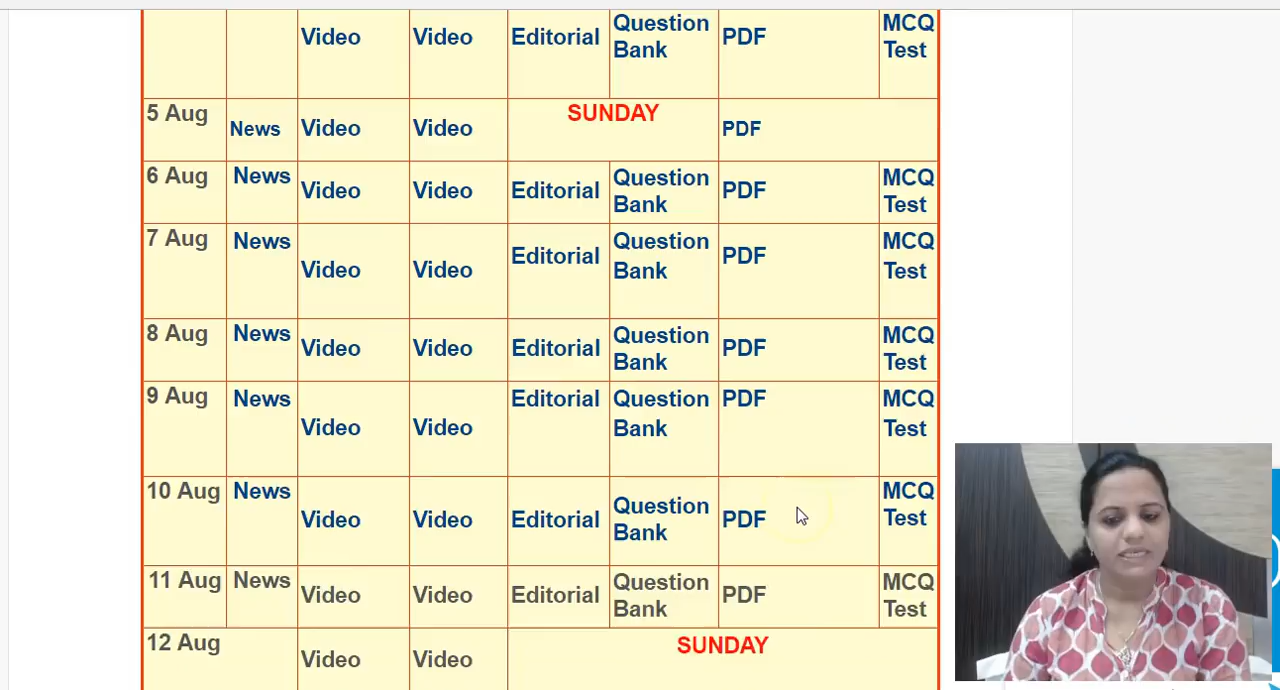 Video Video Editorial Question Bank PDF MCQ Test
5 Aug News Video Video SUNDAY PDF
6 Aug News Video Video Editorial Question Bank PDF MCQ Test
7 Aug News Video Video Editorial Question Bank PDF MCQ Test
8 Aug News Video Video Editorial Question Bank PDF MCQ Test
9 Aug News Video Video Editorial Question Bank PDF MCQ Test
10 Aug News Video Video Editorial Question Bank PDF MCQ Test
11 Aug News Video Video Editorial Question Bank PDF MCQ Test
12 Aug Video Video SUNDAY